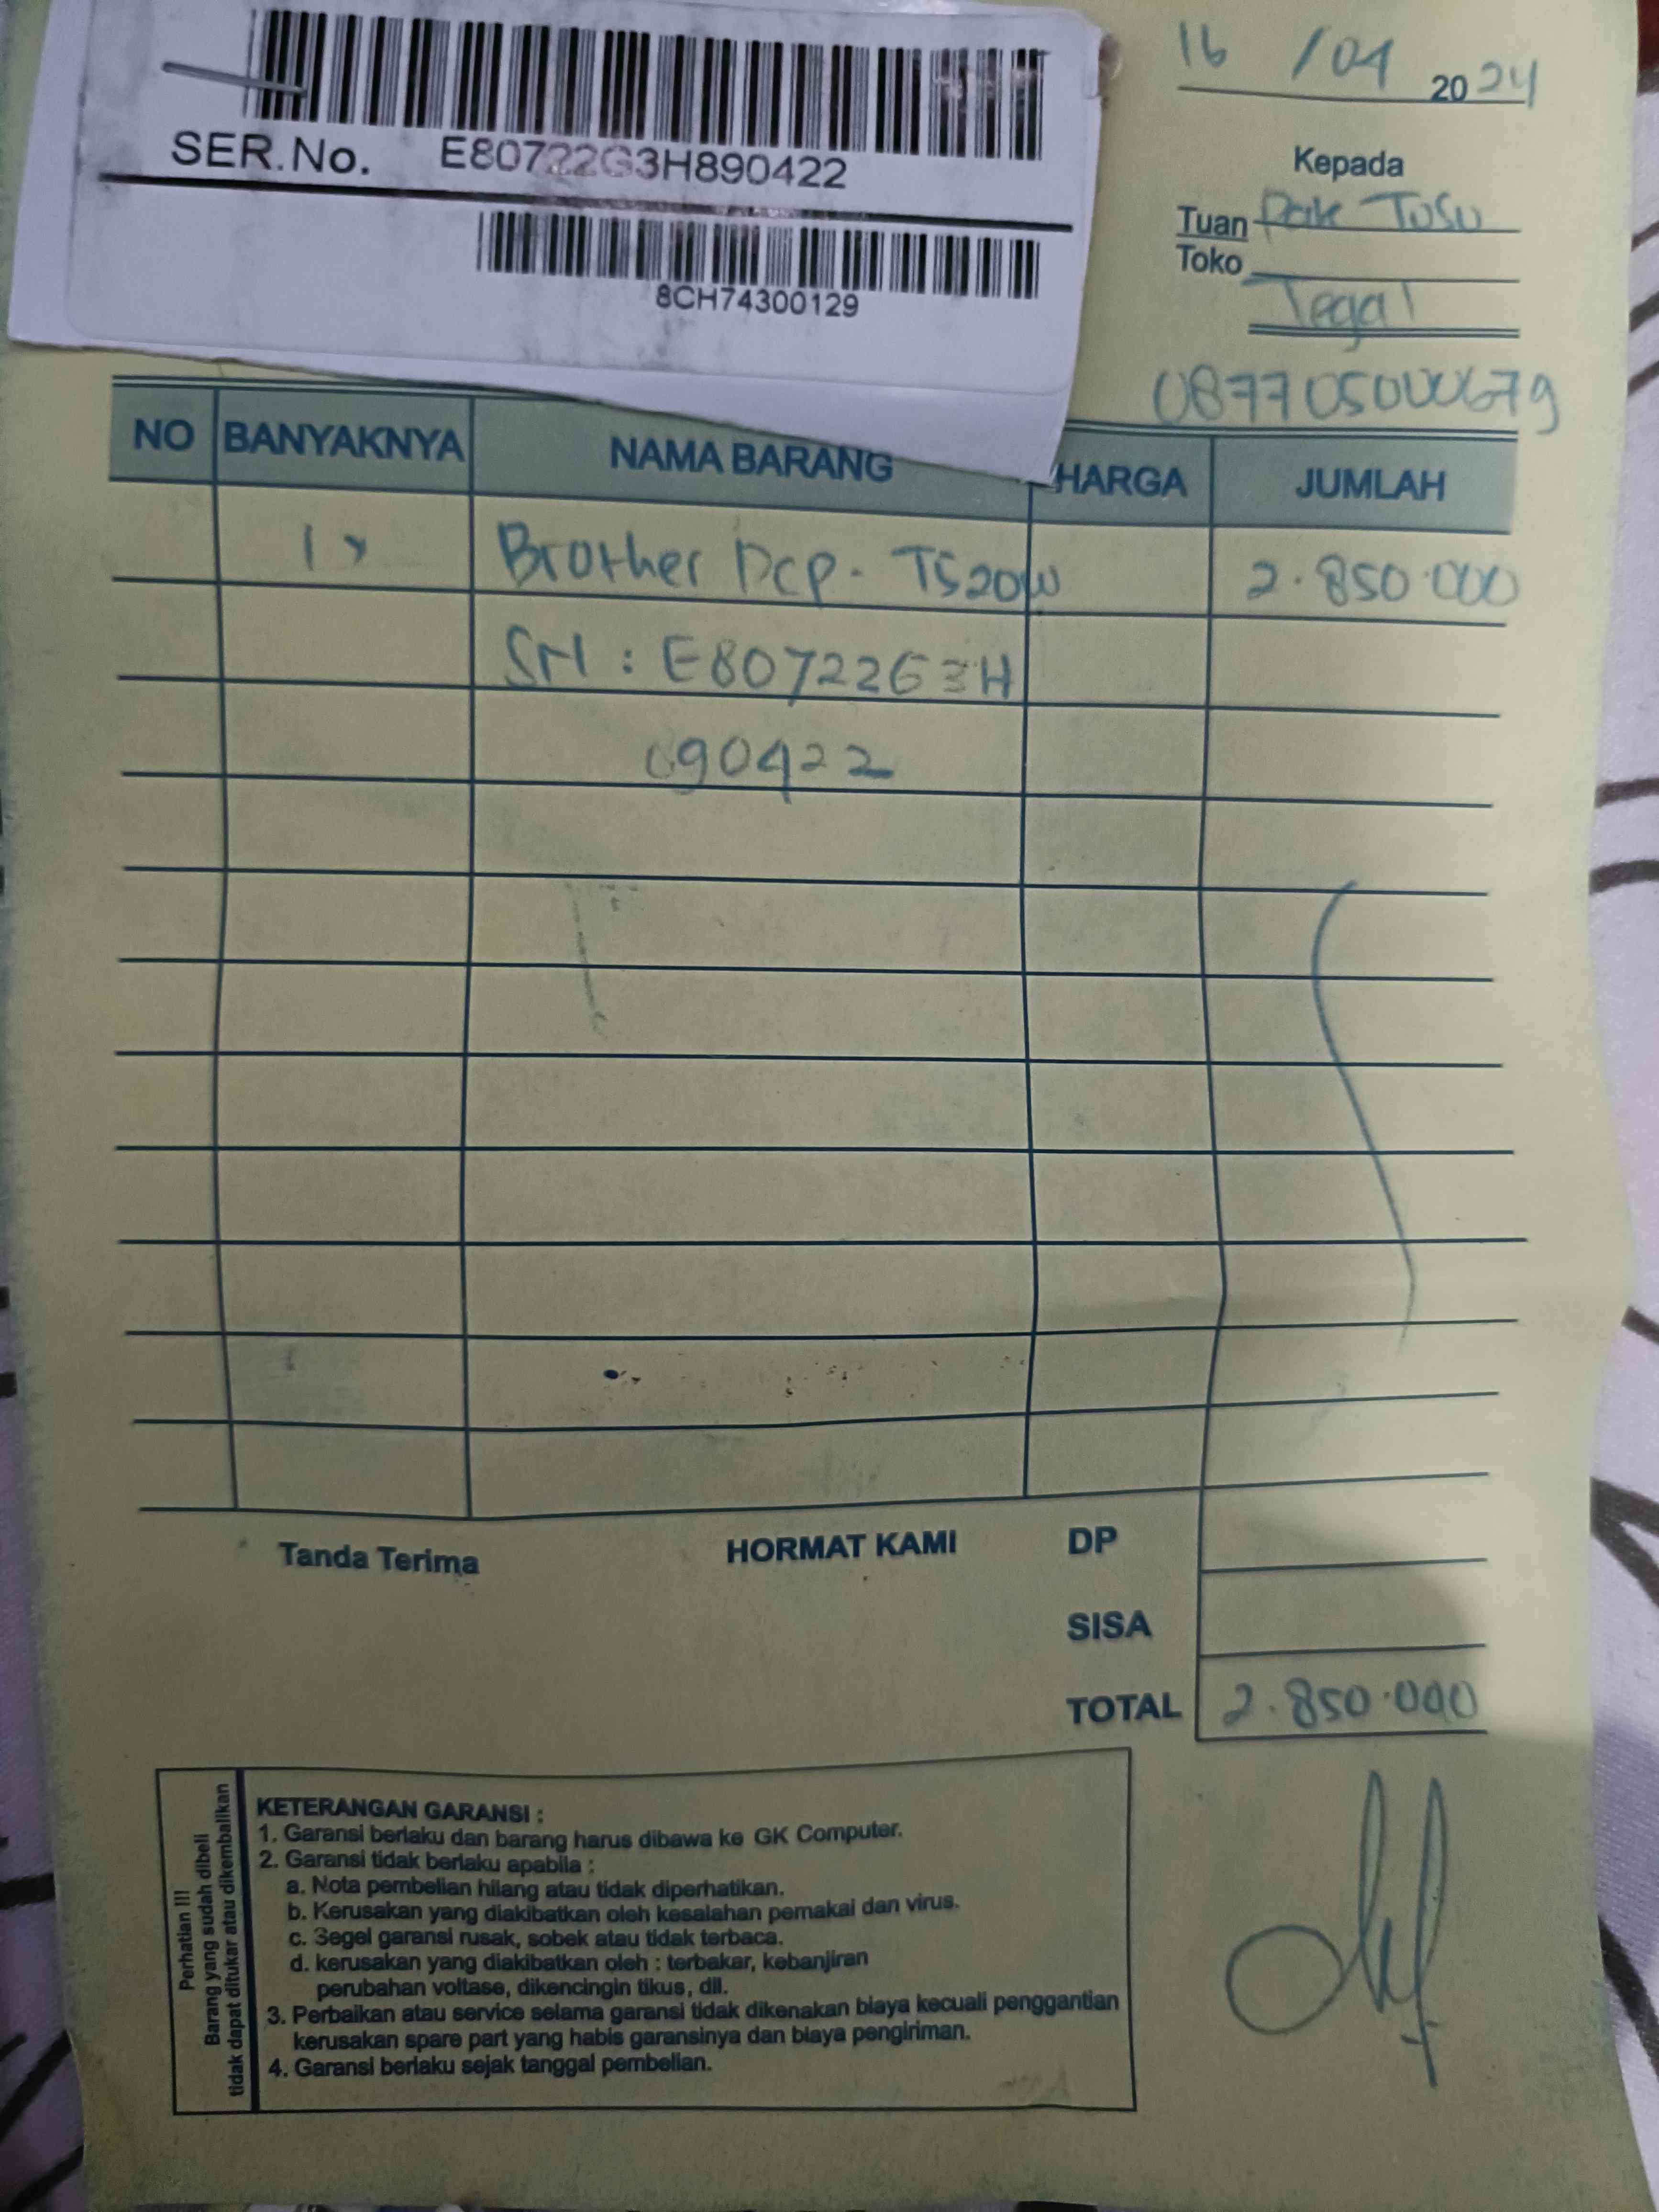 SER.No. E80722G3H890422
8CH74300129
16 /04 2024
Kepada
Tuan Pak Tosu
Toko
Tegal
NO BANYAKNYA NAMA BARANG HARGA JUMLAH
1x Brother DCP- T520W 2.850.000
SN : E80722G3H
890422
Tanda Terima HORMAT KAMI DP
SISA
TOTAL 2.850.000
Perhatian !!!
Barang yang sudah dibeli
tidak dapat ditukar atau dikembalikan
KETERANGAN GARANSI :
1. Garansi berlaku dan barang harus dibawa ke GK Computer.
2. Garansi tidak berlaku apabila :
a. Nota pembelian hilang atau tidak diperhatikan.
b. Kerusakan yang diakibatkan oleh kesalahan pemakai dan virus.
c. Segel garansi rusak, sobek atau tidak terbaca.
d. kerusakan yang diakibatkan oleh : terbakar, kebanjiran
perubahan voltase, dikencingin tikus, dll.
3. Perbaikan atau service selama garansi tidak dikenakan biaya kecuali penggantian
kerusakan spare part yang habis garansinya dan biaya pengiriman.
4. Garansi berlaku sejak tanggal pembelian.